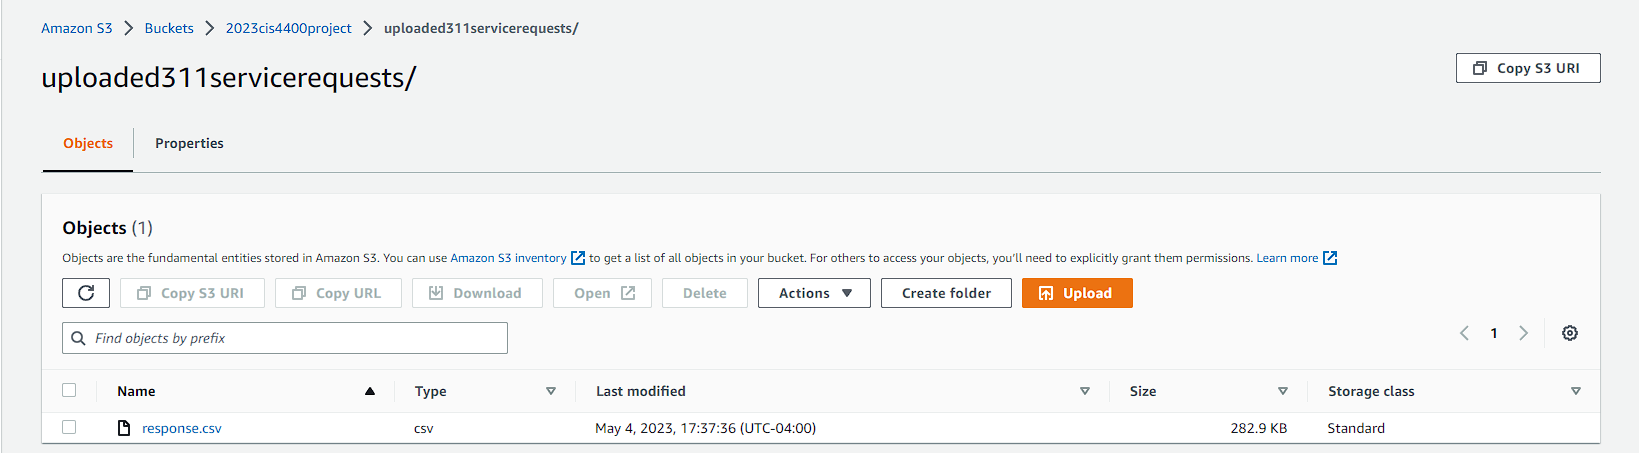 Amazon S3 > Buckets > 2023cis4400project > uploaded311servicerequests/
uploaded311servicerequests/
Copy S3 URI
Objects Properties
Objects (1)
Objects are the fundamental entities stored in Amazon S3. You can use Amazon S3 inventory to get a list of all objects in your bucket. For others to access your objects, you'll need to explicitly grant them permissions. Learn more
Copy S3 URI Copy URL Download Open Delete Actions Create folder Upload
Find objects by prefix
1
Name Type Last modified Size Storage class
response.csv csv May 4, 2023, 17:37:36 (UTC-04:00) 282.9 KB Standard